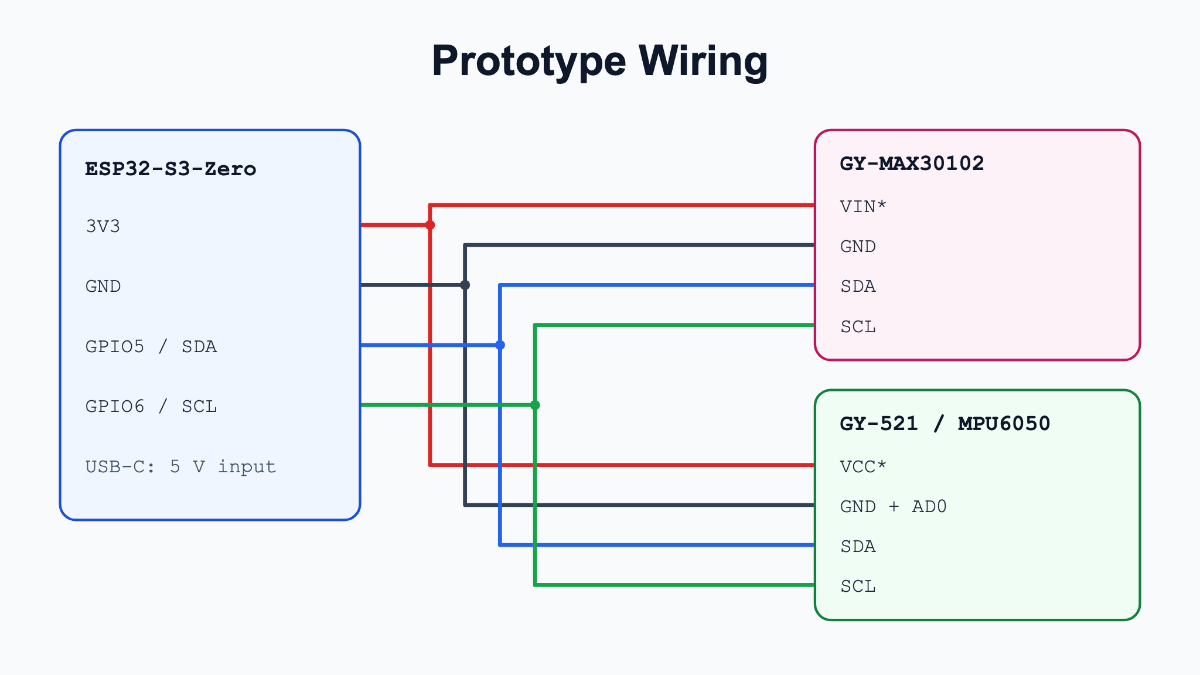 Prototype Wiring
ESP32-S3-Zero
3V3
GND
GPIO5 / SDA
GPIO6 / SCL
USB-C: 5 V input
GY-MAX30102
VIN*
GND
SDA
SCL
GY-521 / MPU6050
VCC*
GND + AD0
SDA
SCL